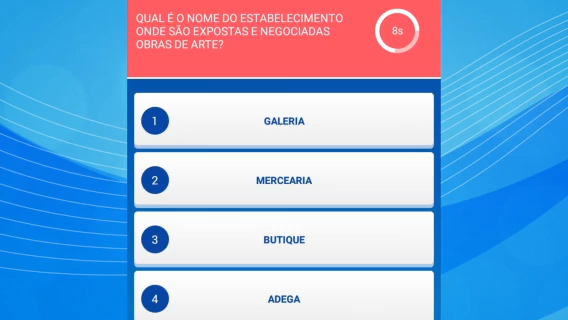 QUAL É O NOME DO ESTABELECIMENTO
ONDE SÃO EXPOSTAS E NEGOCIADAS
OBRAS DE ARTE?
8s
1 GALERIA
2 MERCEARIA
3 BUTIQUE
4 ADEGA